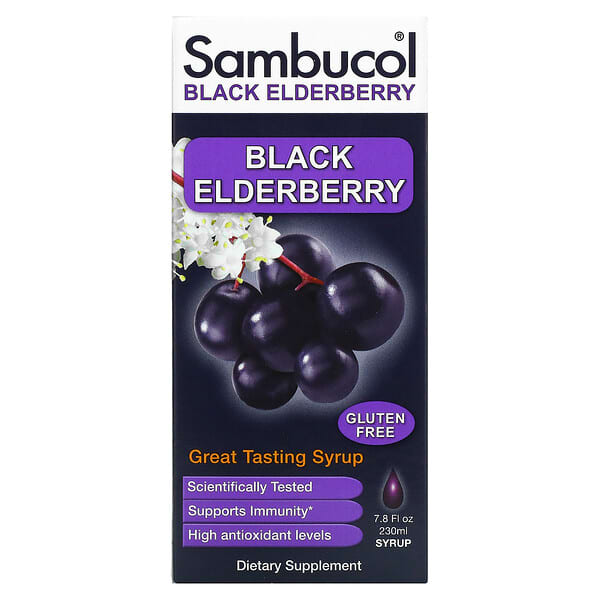 Sambucol®
BLACK ELDERBERRY
BLACK
ELDERBERRY
GLUTEN
FREE
Great Tasting Syrup
Scientifically Tested
Supports Immunity*
High antioxidant levels
7.8 Fl oz
230ml
SYRUP
Dietary Supplement